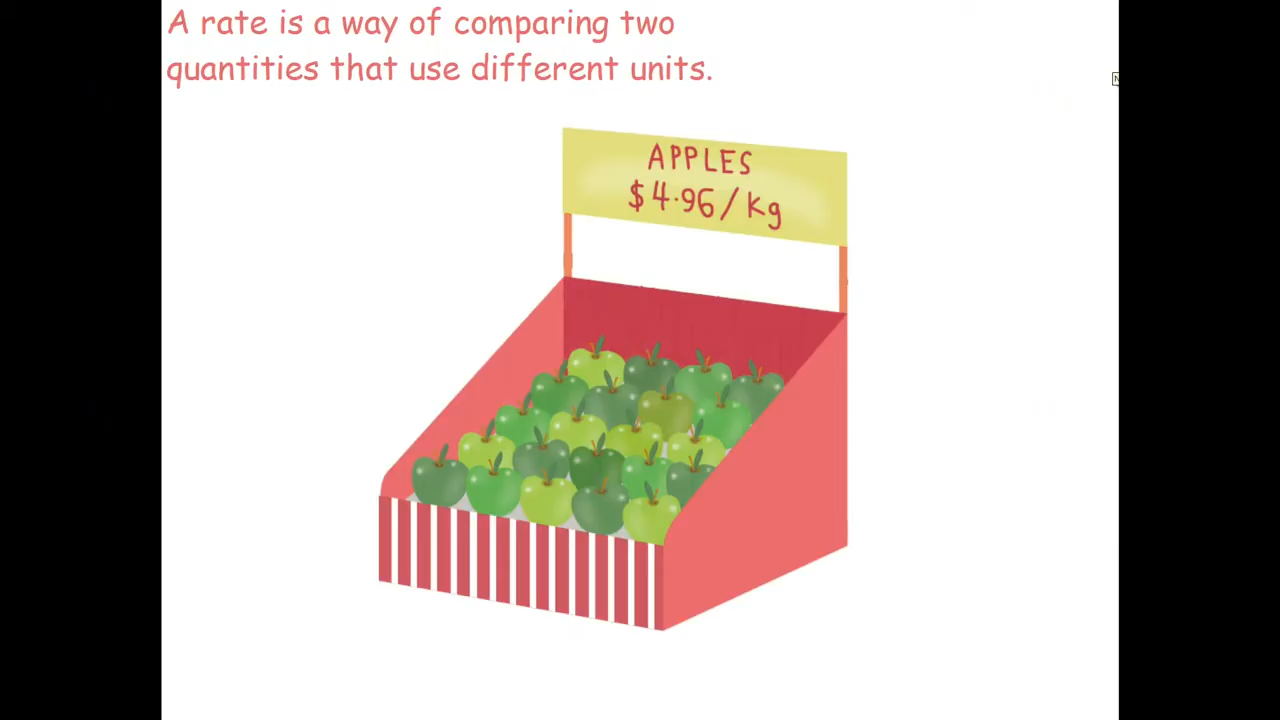 A rate is a way of comparing two
quantities that use different units.
APPLES
$4.96/kg